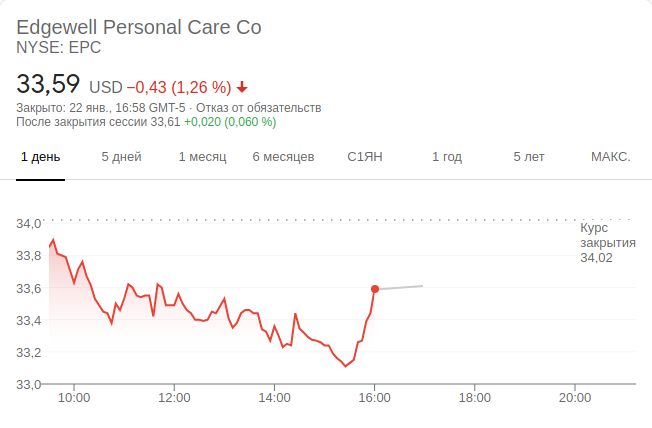 Edgewell Personal Care Co
NYSE: EPC
33,59 USD −0,43 (1,26 %)
Закрыто: 22 янв., 16:58 GMT-5 · Отказ от обязательств
После закрытия сессии 33,61 +0,020 (0,060 %)
1 день 5 дней 1 месяц 6 месяцев С1ЯН 1 год 5 лет МАКС.
34,0
Курс
закрытия
34,02
33,8
33,6
33,4
33,2
33,0
10:00 12:00 14:00 16:00 18:00 20:00